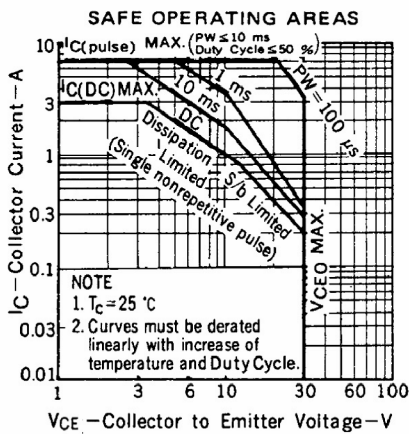 SAFE OPERATING AREAS
IC(pulse) MAX. (PW≤10 ms
Duty Cycle≤50 %)
IC(DC) MAX.
1 ms
10 ms
DC
PW=100 μs
Dissipation Limited
S/b Limited
(Single nonrepetitive pulse)
VCEO MAX.
NOTE
1. Tc=25 °C
2. Curves must be derated
linearly with increase of
temperature and Duty Cycle.
IC—Collector Current—A
10
3
1
0.3
0.1
0.03
0.01
1 3 6 10 30 60 100
VCE —Collector to Emitter Voltage—V